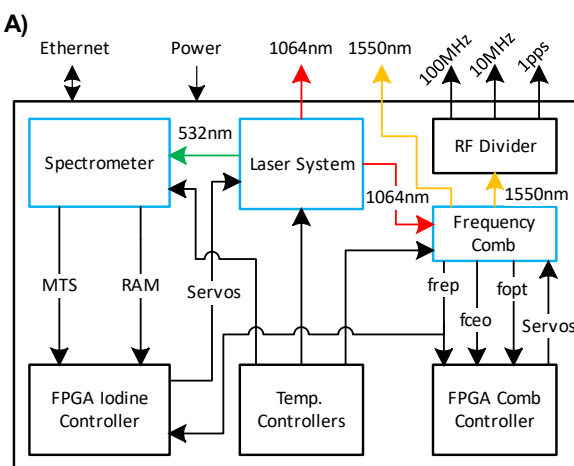 A)
Ethernet
Power
1064nm
1550nm
100MHz
10MHz
1pps
532nm
Spectrometer
Laser System
RF Divider
1064nm
1550nm
Frequency
Comb
MTS
RAM
Servos
frep
fceo
fopt
Servos
FPGA Iodine
Controller
Temp.
Controllers
FPGA Comb
Controller